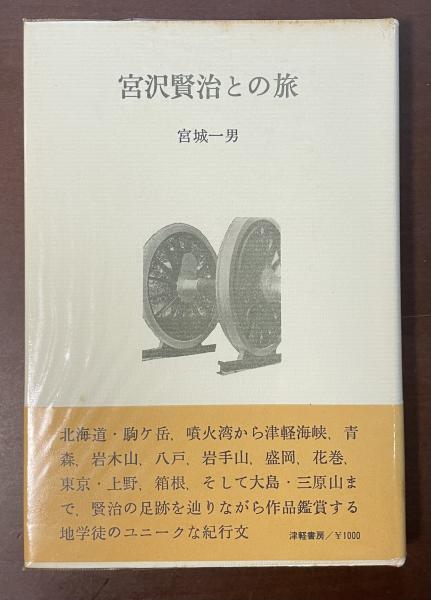 宮沢賢治との旅
宮城一男
北海道・駒ケ岳、噴火湾から津軽海峡、青
森、岩木山、八戸、岩手山、盛岡、花巻、
東京・上野、箱根、そして大島・三原山ま
で、賢治の足跡を辿りながら作品鑑賞する
地学徒のユニークな紀行文
津軽書房/¥1000